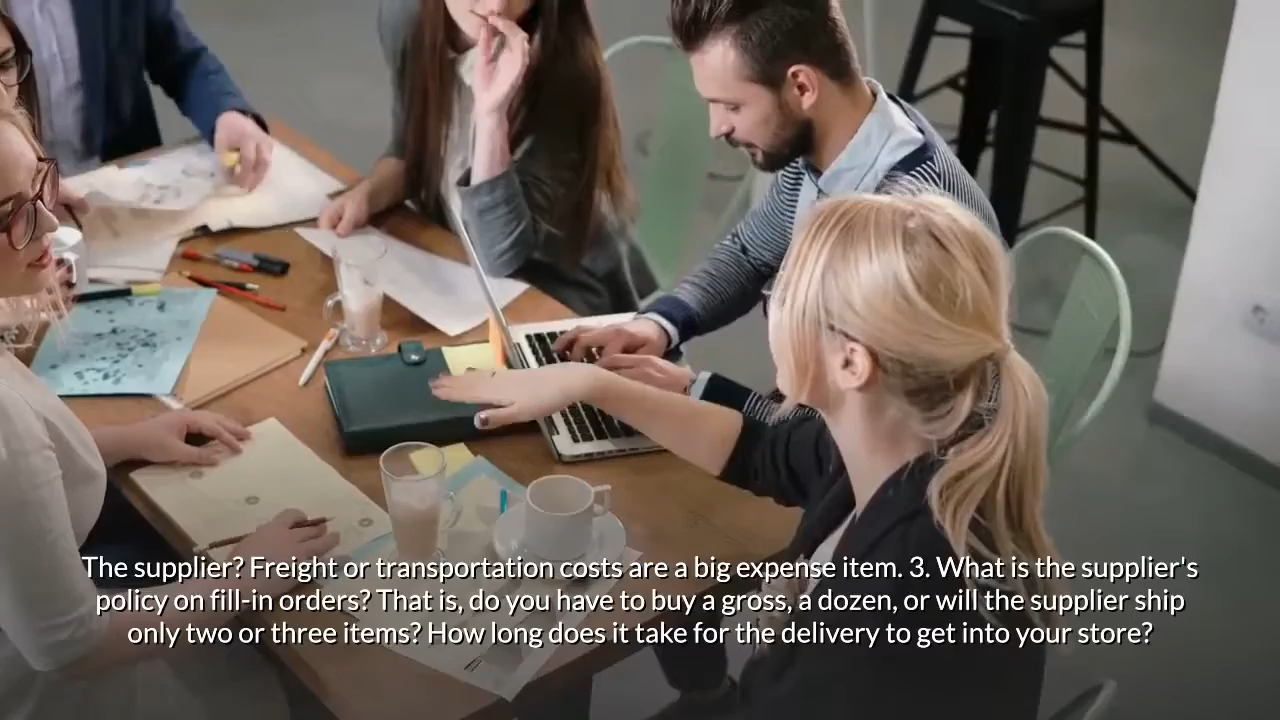 The supplier? Freight or transportation costs are a big expense item. 3. What is the supplier's
policy on fill-in orders? That is, do you have to buy a gross, a dozen, or will the supplier ship
only two or three items? How long does it take for the delivery to get into your store?